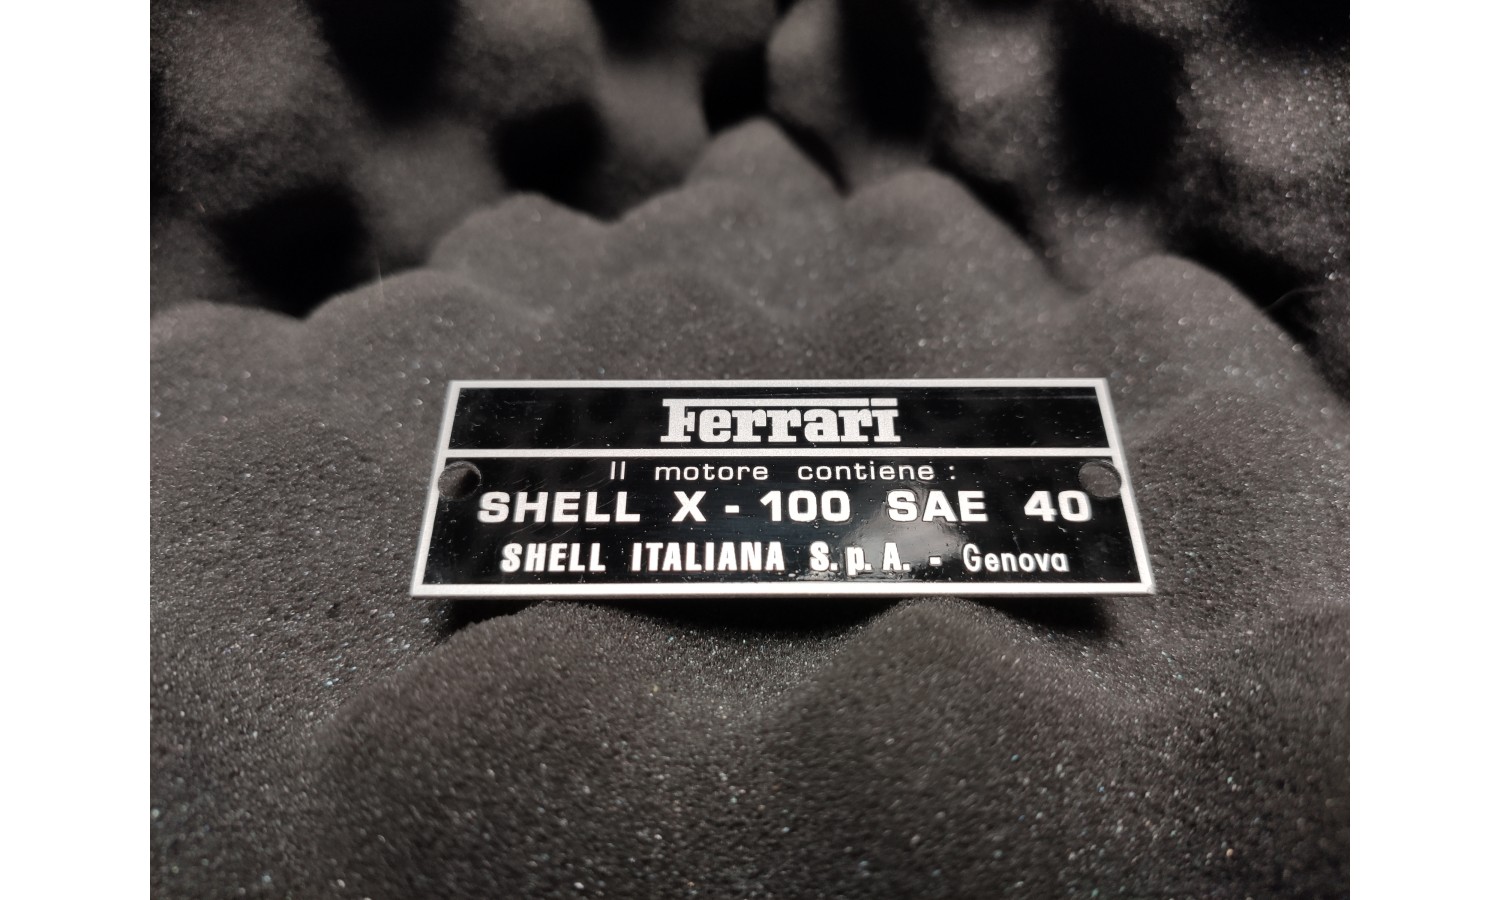 Ferrari
Il motore contiene :
SHELL X - 100 SAE 40
SHELL ITALIANA S.p.A. - Genova